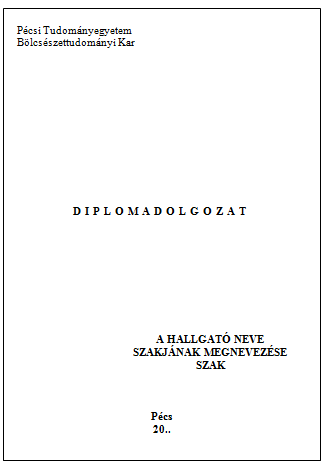 Pécsi Tudományegyetem
Bölcsészettudományi Kar
D I P L O M A D O L G O Z A T
A HALLGATÓ NEVE
SZAKJÁNAK MEGNEVEZÉSE
SZAK
Pécs
20..